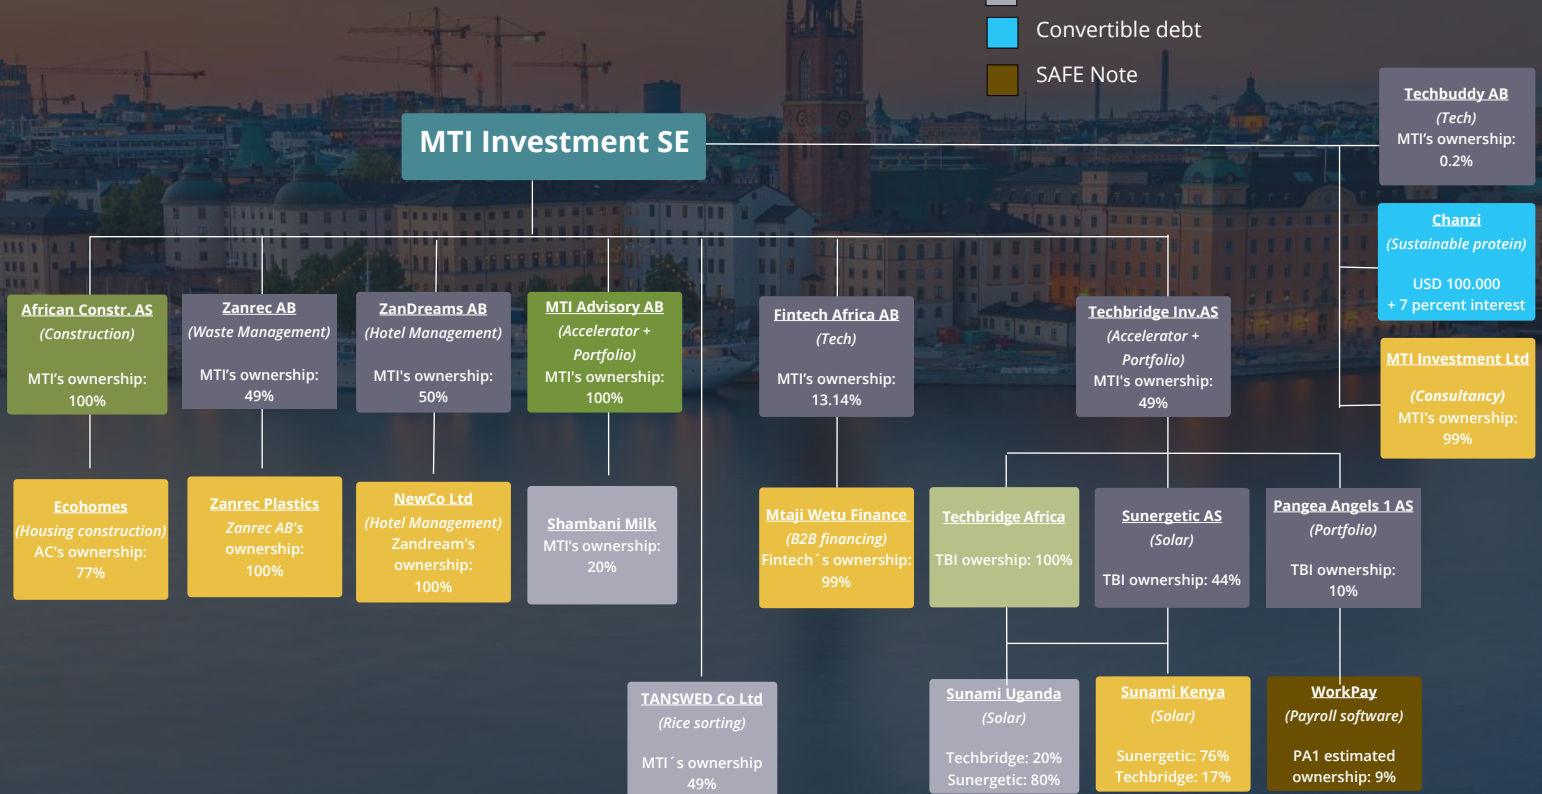 Convertible debt
SAFE Note
MTI Investment SE
Techbuddy AB
(Tech)
MTI's ownership:
0.2%
Chanzi
(Sustainable protein)
USD 100.000
+ 7 percent interest
MTI Investment Ltd
(Consultancy)
MTI's ownership:
99%
African Constr. AS
(Construction)
MTI's ownership:
100%
Zanrec AB
(Waste Management)
MTI's ownership:
49%
ZanDreams AB
(Hotel Management)
MTI's ownership:
50%
MTI Advisory AB
(Accelerator +
Portfolio)
MTI's ownership:
100%
Fintech Africa AB
(Tech)
MTI's ownership:
13.14%
Techbridge Inv.AS
(Accelerator +
Portfolio)
MTI's ownership:
49%
Ecohomes
(Housing construction)
AC's ownership:
77%
Zanrec Plastics
Zanrec AB's
ownership:
100%
NewCo Ltd
(Hotel Management)
Zandream's
ownership:
100%
Shambani Milk
MTI's ownership:
20%
Mtaji Wetu Finance
(B2B financing)
Fintech´s ownership:
99%
Techbridge Africa
TBI owership: 100%
Sunergetic AS
(Solar)
TBI ownership: 44%
Pangea Angels 1 AS
(Portfolio)
TBI ownership:
10%
TANSWED Co Ltd
(Rice sorting)
MTI´s ownership
49%
Sunami Uganda
(Solar)
Techbridge: 20%
Sunergetic: 80%
Sunami Kenya
(Solar)
Sunergetic: 76%
Techbridge: 17%
WorkPay
(Payroll software)
PA1 estimated
ownership: 9%